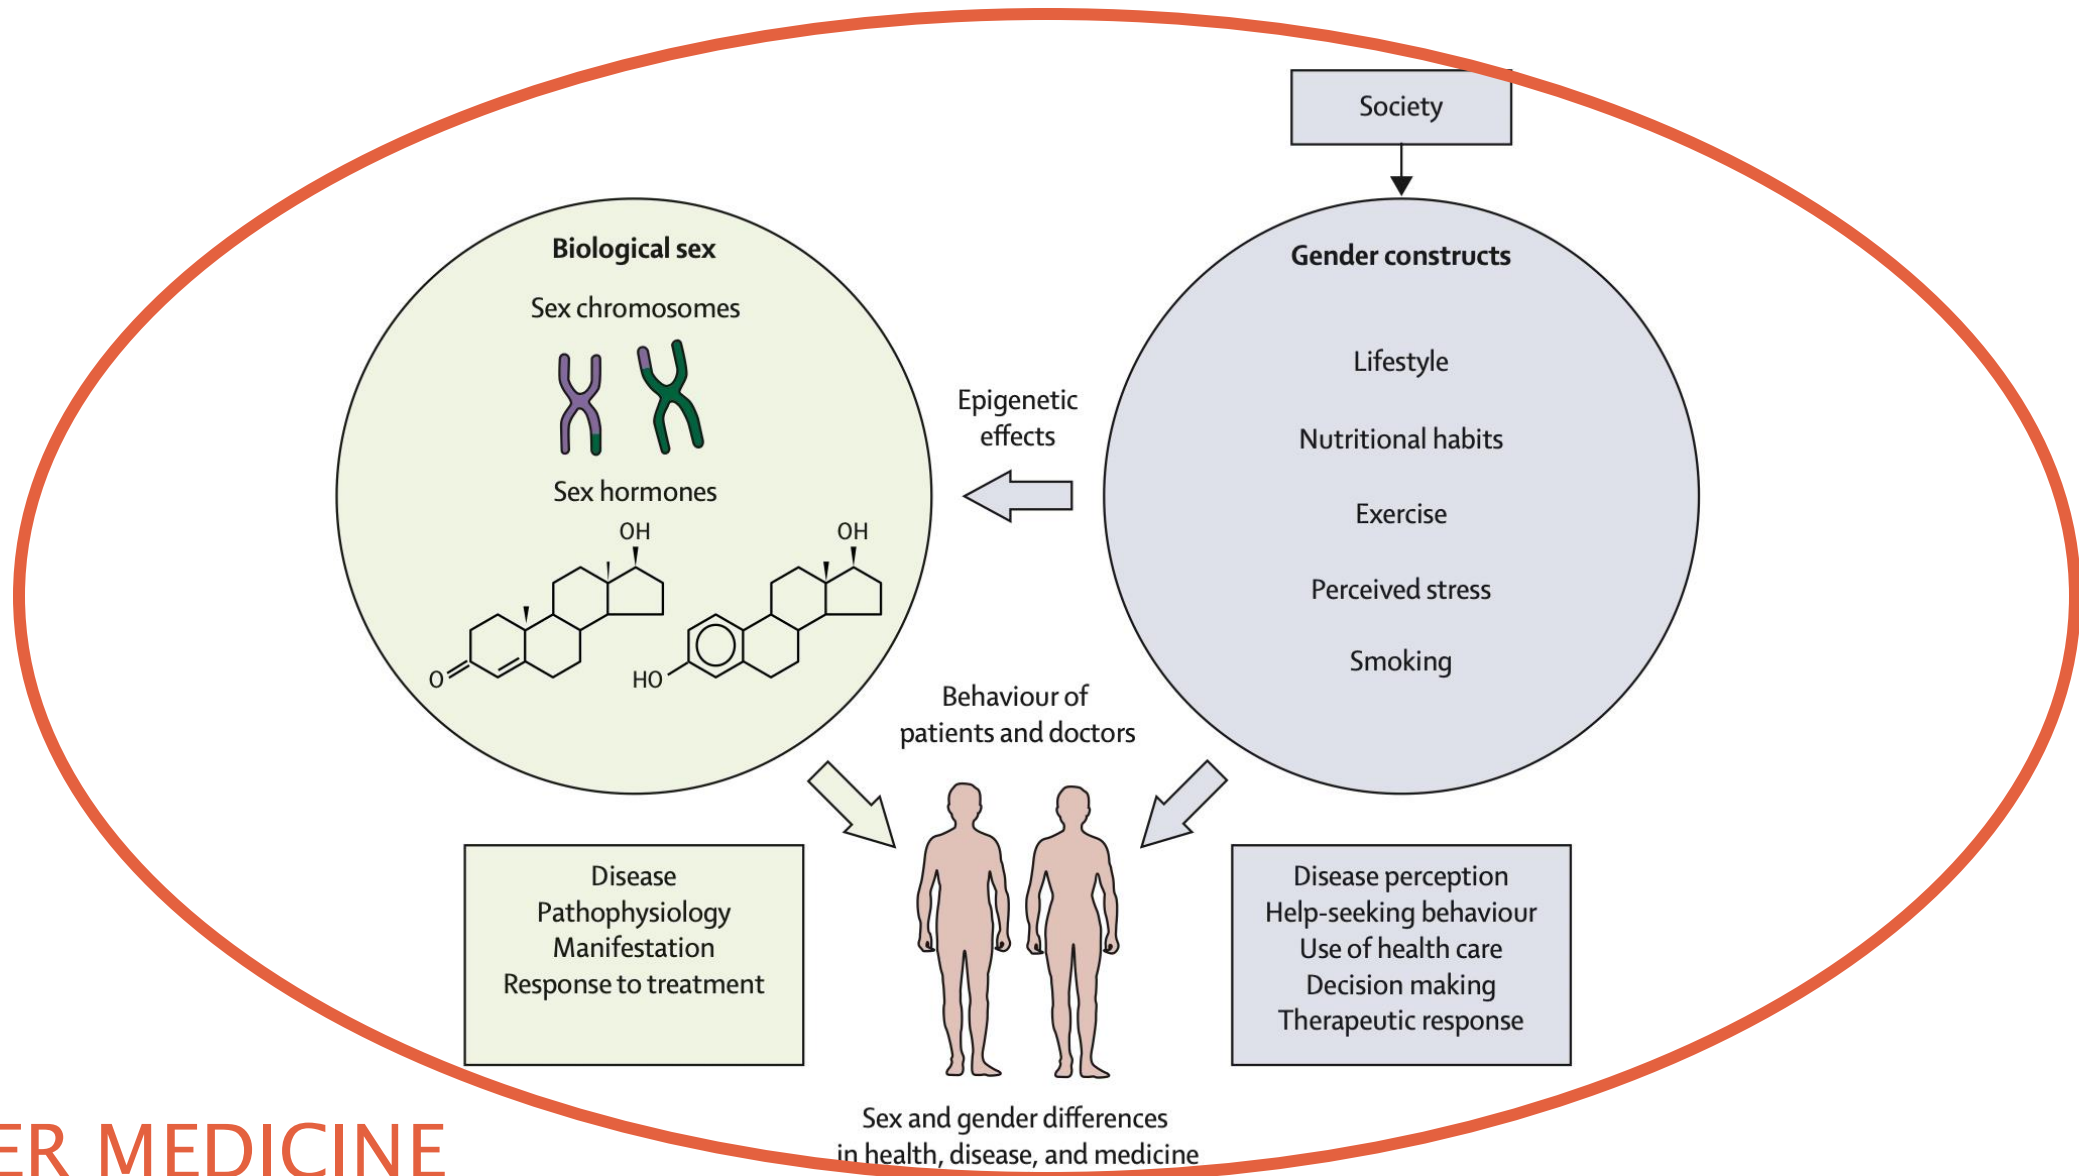 Society
Biological sex
Sex chromosomes
Sex hormones
OH
O
OH
HO
Epigenetic
effects
Gender constructs
Lifestyle
Nutritional habits
Exercise
Perceived stress
Smoking
Behaviour of
patients and doctors
Disease
Pathophysiology
Manifestation
Response to treatment
Disease perception
Help-seeking behaviour
Use of health care
Decision making
Therapeutic response
Sex and gender differences
in health, disease, and medicine
ER MEDICINE